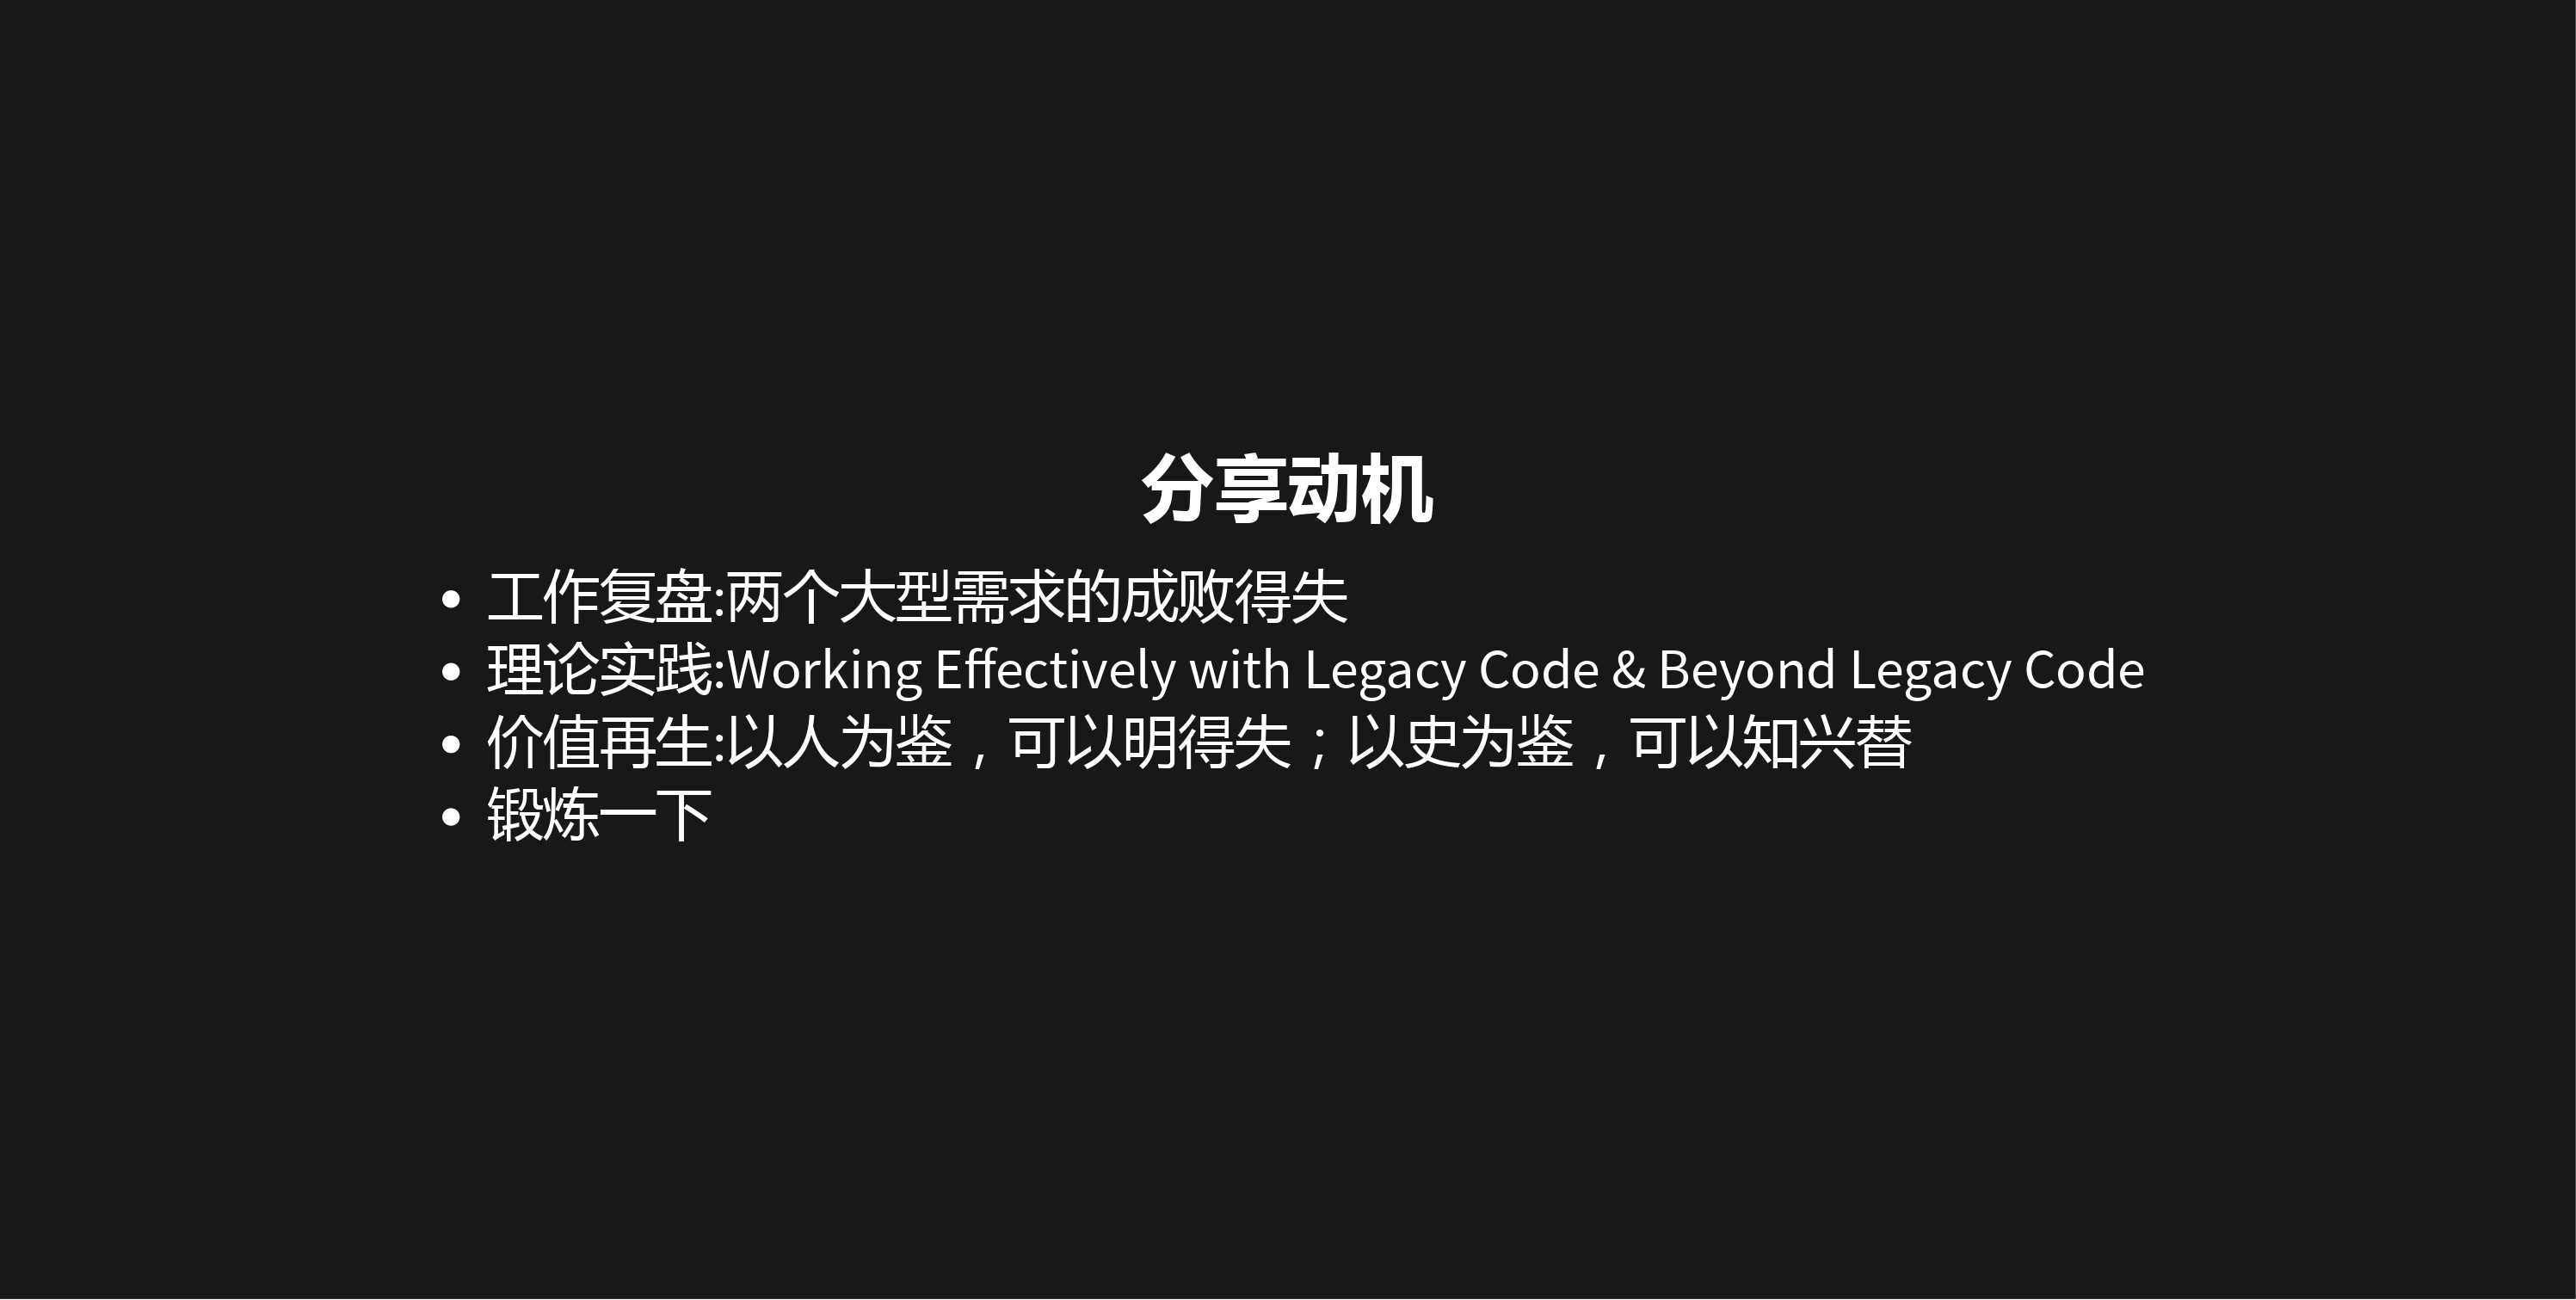 分享动机
• 工作复盘:两个大型需求的成败得失
• 理论实践:Working Effectively with Legacy Code & Beyond Legacy Code
• 价值再生:以人为鉴，可以明得失；以史为鉴，可以知兴替
• 锻炼一下